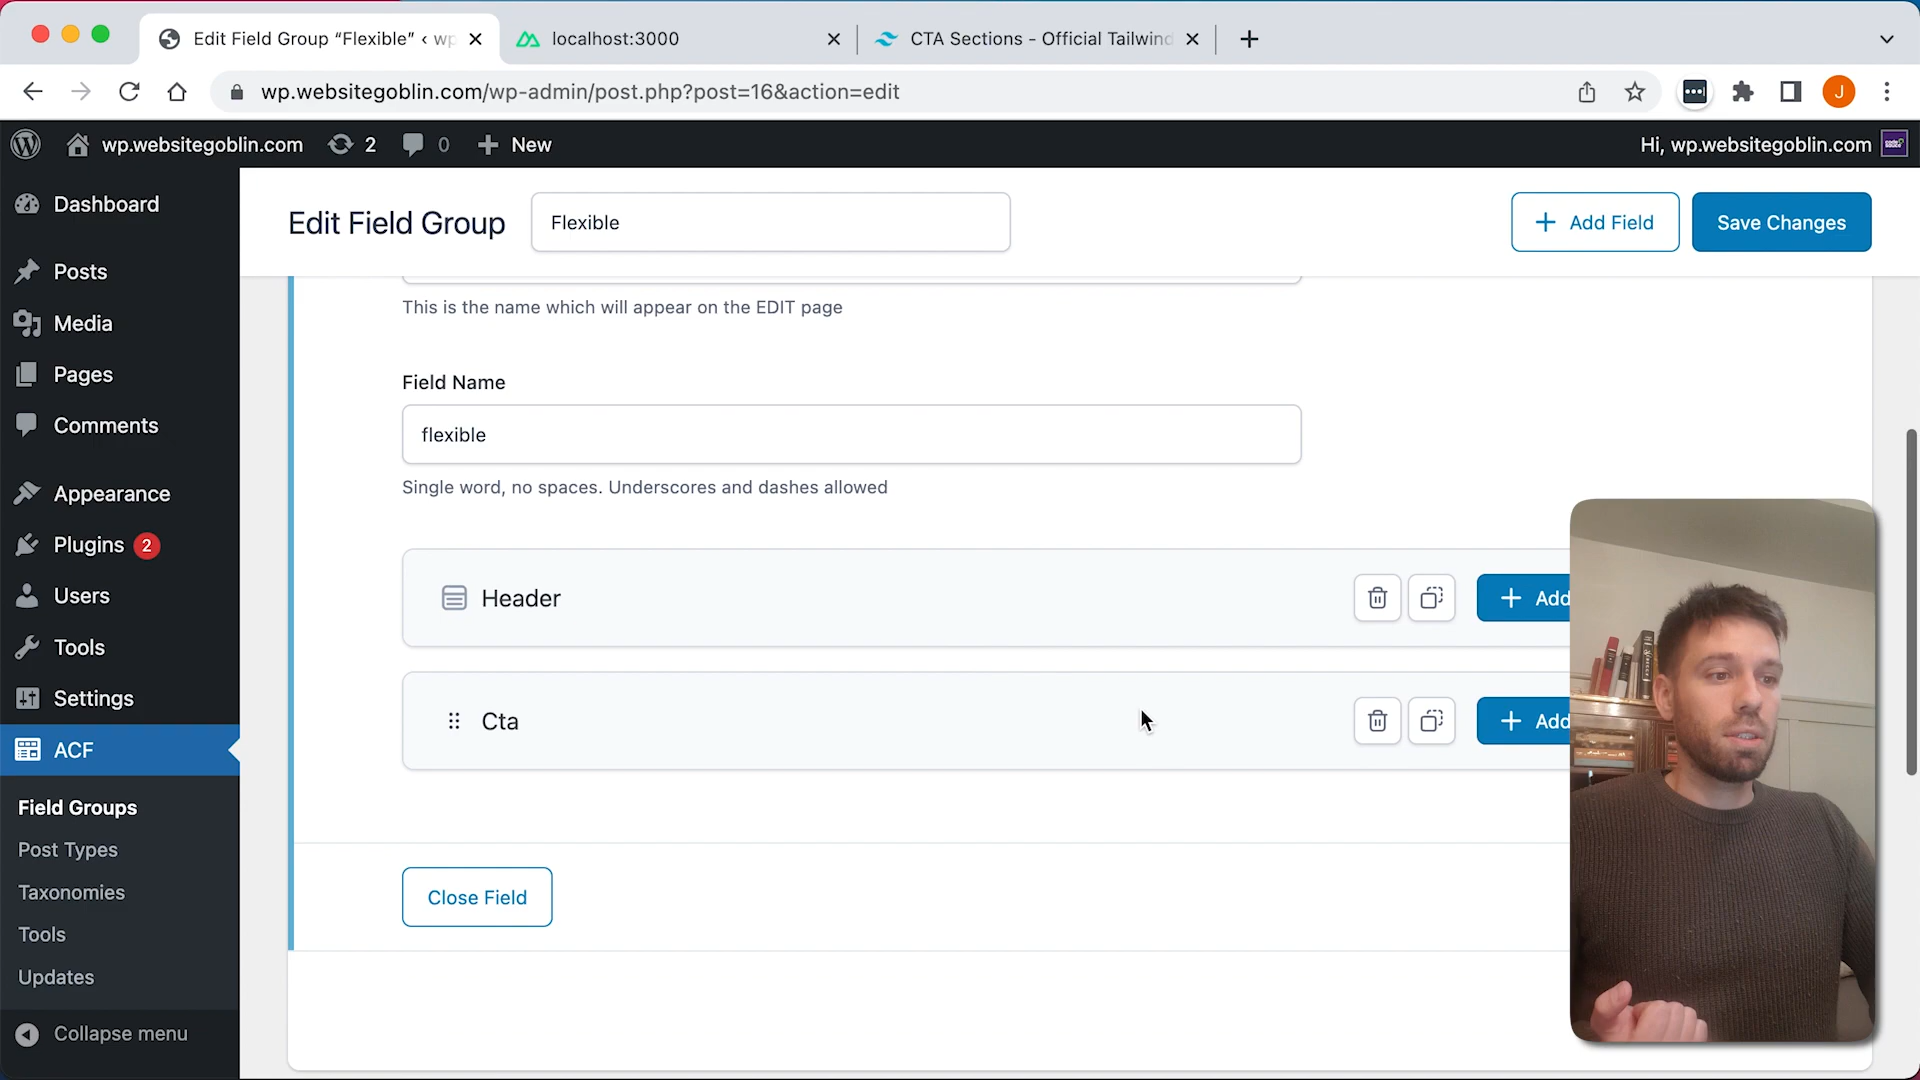 Edit Field Group “Flexible” ‹ wp
localhost:3000
CTA Sections - Official Tailwind
wp.websitegoblin.com/wp-admin/post.php?post=16&action=edit
J
wp.websitegoblin.com
2
0
New
Hi, wp.websitegoblin.com
Dashboard
Posts
Media
Pages
Comments
Appearance
Plugins 2
Users
Tools
Settings
ACF
Field Groups
Post Types
Taxonomies
Tools
Updates
Collapse menu
Edit Field Group
Flexible
Add Field
Save Changes
This is the name which will appear on the EDIT page
Field Name
flexible
Single word, no spaces. Underscores and dashes allowed
Header
Add
Cta
Add
Close Field